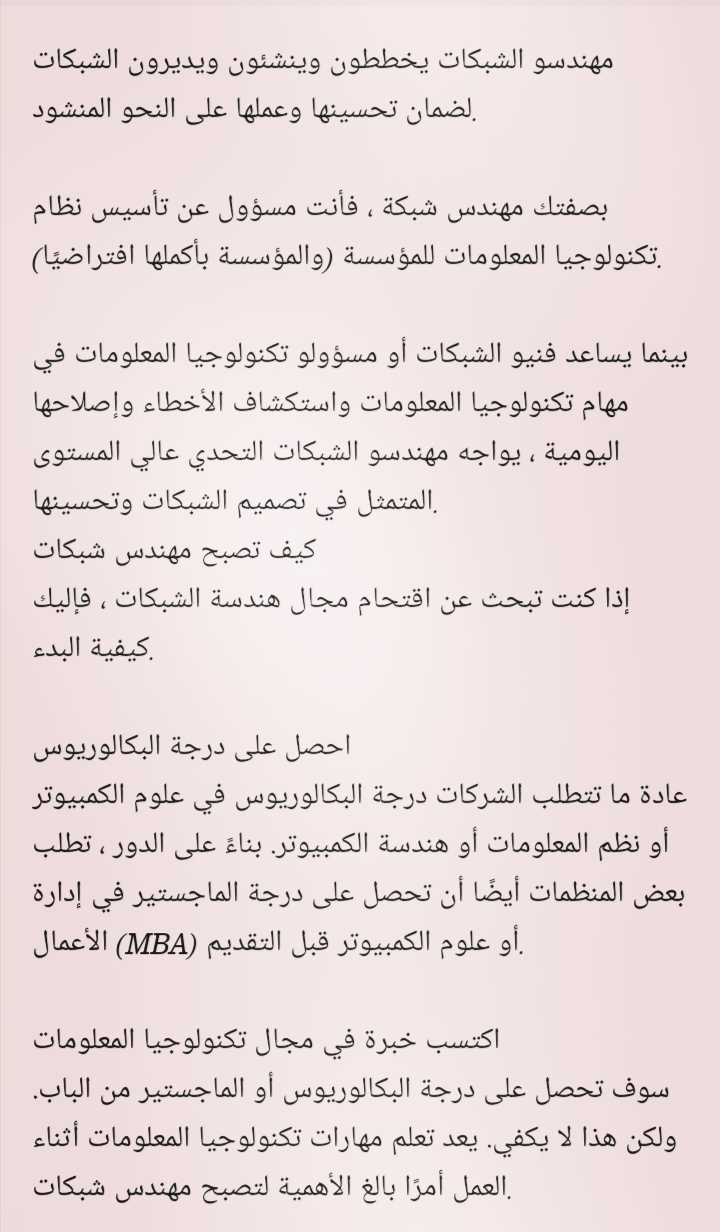 مهندسو الشبكات يخططون وينشئون ويديرون الشبكات
لضمان تحسينها وعملها على النحو المنشود.
بصفتك مهندس شبكة ، فأنت مسؤول عن تأسيس نظام
تكنولوجيا المعلومات للمؤسسة (والمؤسسة بأكملها افتراضيًا).
بينما يساعد فنيو الشبكات أو مسؤولو تكنولوجيا المعلومات في
مهام تكنولوجيا المعلومات واستكشاف الأخطاء وإصلاحها
اليومية ، يواجه مهندسو الشبكات التحدي عالي المستوى
المتمثل في تصميم الشبكات وتحسينها.
كيف تصبح مهندس شبكات
إذا كنت تبحث عن اقتحام مجال هندسة الشبكات ، فإليك
كيفية البدء.
احصل على درجة البكالوريوس
عادة ما تتطلب الشركات درجة البكالوريوس في علوم الكمبيوتر
أو نظم المعلومات أو هندسة الكمبيوتر. بناءً على الدور ، تطلب
بعض المنظمات أيضًا أن تحصل على درجة الماجستير في إدارة
الأعمال (MBA) أو علوم الكمبيوتر قبل التقديم.
اكتسب خبرة في مجال تكنولوجيا المعلومات
سوف تحصل على درجة البكالوريوس أو الماجستير من الباب.
ولكن هذا لا يكفي. يعد تعلم مهارات تكنولوجيا المعلومات أثناء
العمل أمرًا بالغ الأهمية لتصبح مهندس شبكات.